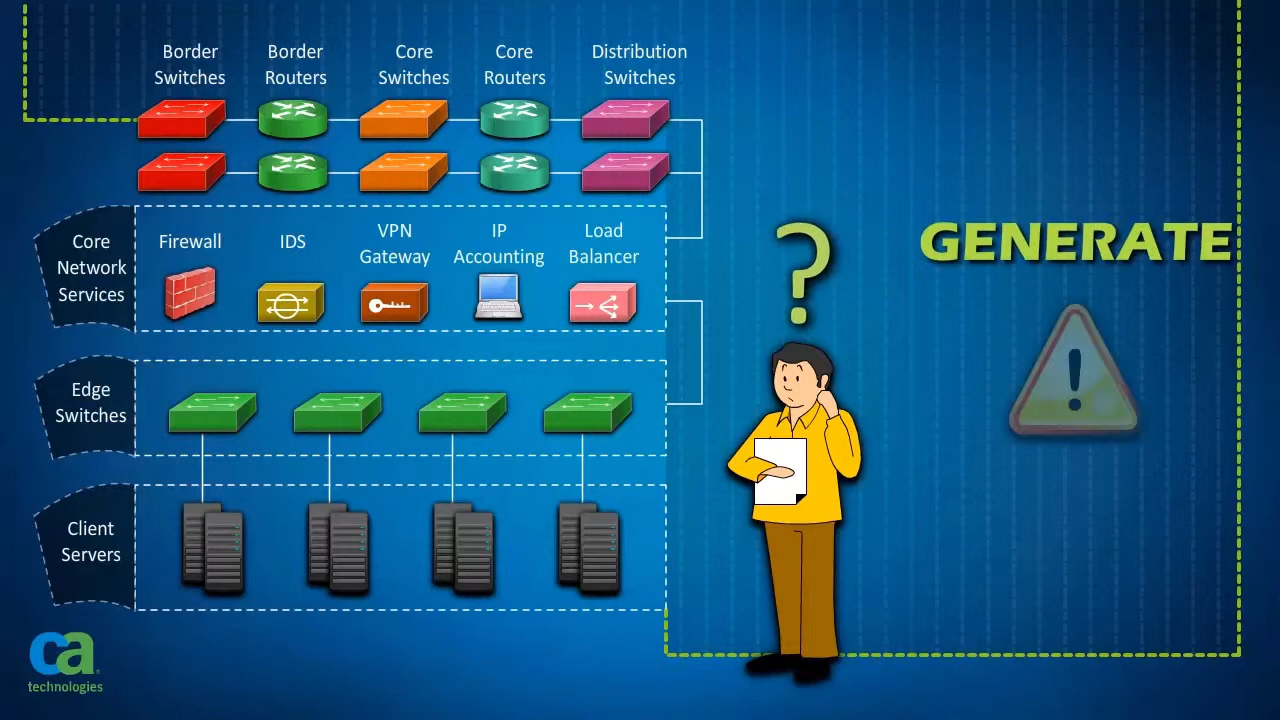 Border
Switches
Border
Routers
Core
Switches
Core
Routers
Distribution
Switches
Core
Network
Services
Firewall
IDS
VPN
Gateway
IP
Accounting
Load
Balancer
?
GENERATE
!
Edge
Switches
Client
Servers
ca
technologies